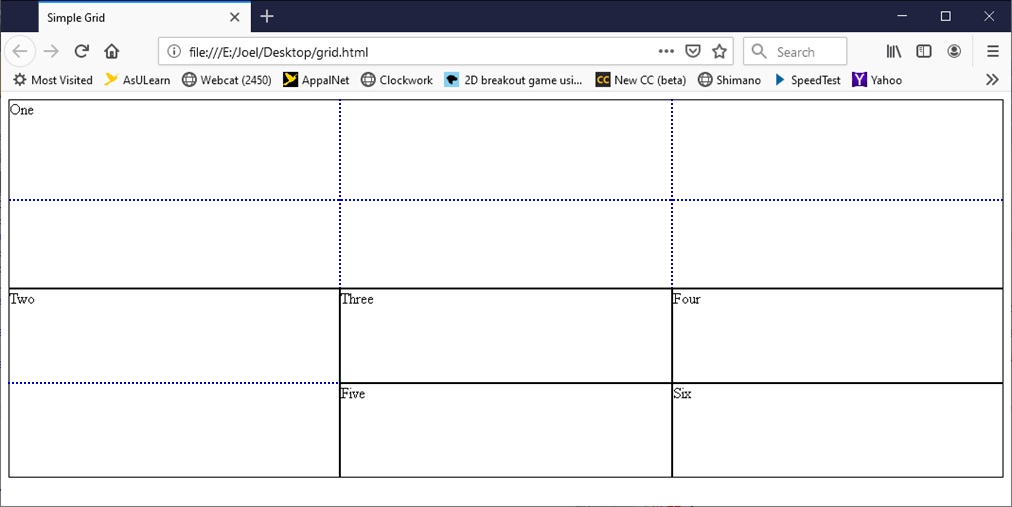 Simple Grid
file:///E:/Joel/Desktop/grid.html
Search
Most Visited AsULearn Webcat (2450) AppalNet Clockwork 2D breakout game usi... CC New CC (beta) Shimano SpeedTest Y Yahoo
One
Two Three Four
Five Six